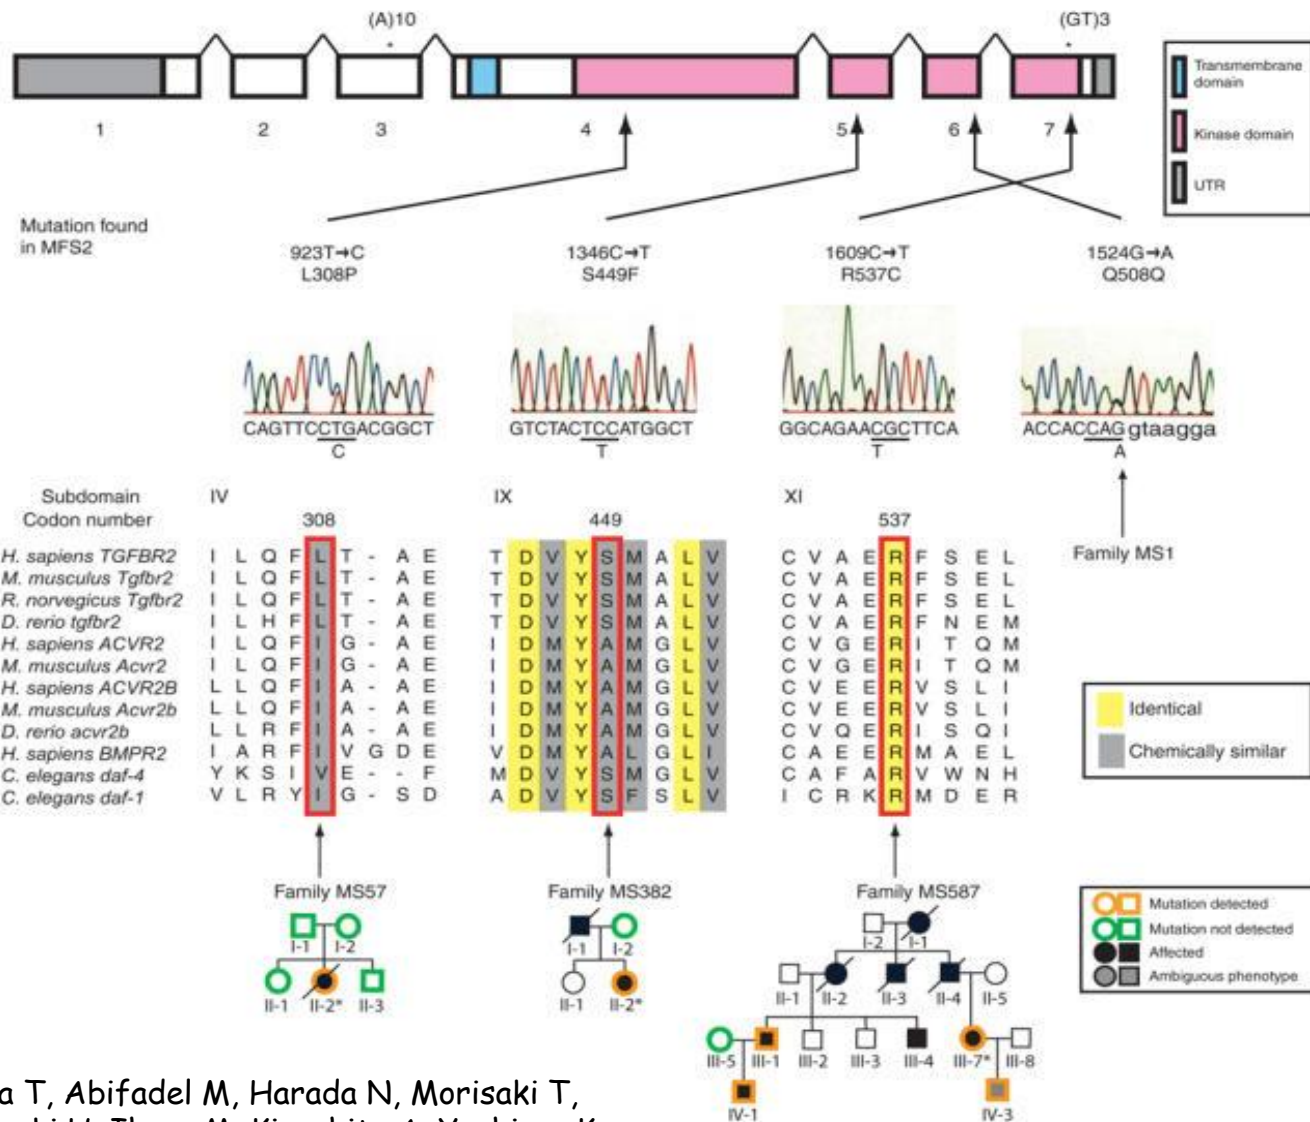 (A)10
(GT)3
1 2 3 4 5 6 7
Transmembrane
domain
Kinase domain
UTR
Mutation found
in MFS2
923T→C
L308P
1346C→T
S449F
1609C→T
R537C
1524G→A
Q508Q
CAGTTCCTGACGGCT
C
GTCTACTCCATGGCT
T
GGCAGAACGCTTCA
T
ACCACCAGgtaagga
A
Family MS1
Subdomain IV IX XI
Codon number 308 449 537
H. sapiens TGFBR2 I L Q F L T - A E T D V Y S M A L V C V A E R F S E L
M. musculus Tgfbr2 I L Q F L T - A E T D V Y S M A L V C V A E R F S E L
R. norvegicus Tgfbr2 I L Q F L T - A E T D V Y S M A L V C V A E R F S E L
D. rerio tgfbr2 I L H F L T - A E T D V Y S M A L V C V A E R F N E M
H. sapiens ACVR2 I L Q F I G - A E I D M Y A M G L V C V G E R I T Q M
M. musculus Acvr2 I L Q F I G - A E I D M Y A M G L V C V G E R I T Q M
H. sapiens ACVR2B L L Q F I A - A E I D M Y A M G L V C V E E R V S L I
M. musculus Acvr2b L L Q F I A - A E I D M Y A M G L V C V E E R V S L I
D. rerio acvr2b L L R F I A - A E I D M Y A M G L V C V Q E R I S Q I
H. sapiens BMPR2 I A R F I V G D E V D M Y A L G L I C A E E R M A E L
C. elegans daf-4 Y K S I V E - - F M D V Y S M G L V C A F A R V W N H
C. elegans daf-1 V L R Y I G - S D A D V Y S F S L V I C R K R M D E R
Identical
Chemically similar
Family MS57
I-1 I-2
II-1 II-2* II-3
Family MS382
I-1 I-2
II-1 II-2*
Family MS587
I-2 I-1
II-1 II-2 II-3 II-4 II-5
III-5 III-1 III-2 III-3 III-4 III-7* III-8
IV-1 IV-3
Mutation detected
Mutation not detected
Affected
Ambiguous phenotype
a T, Abifadel M, Harada N, Morisaki T,